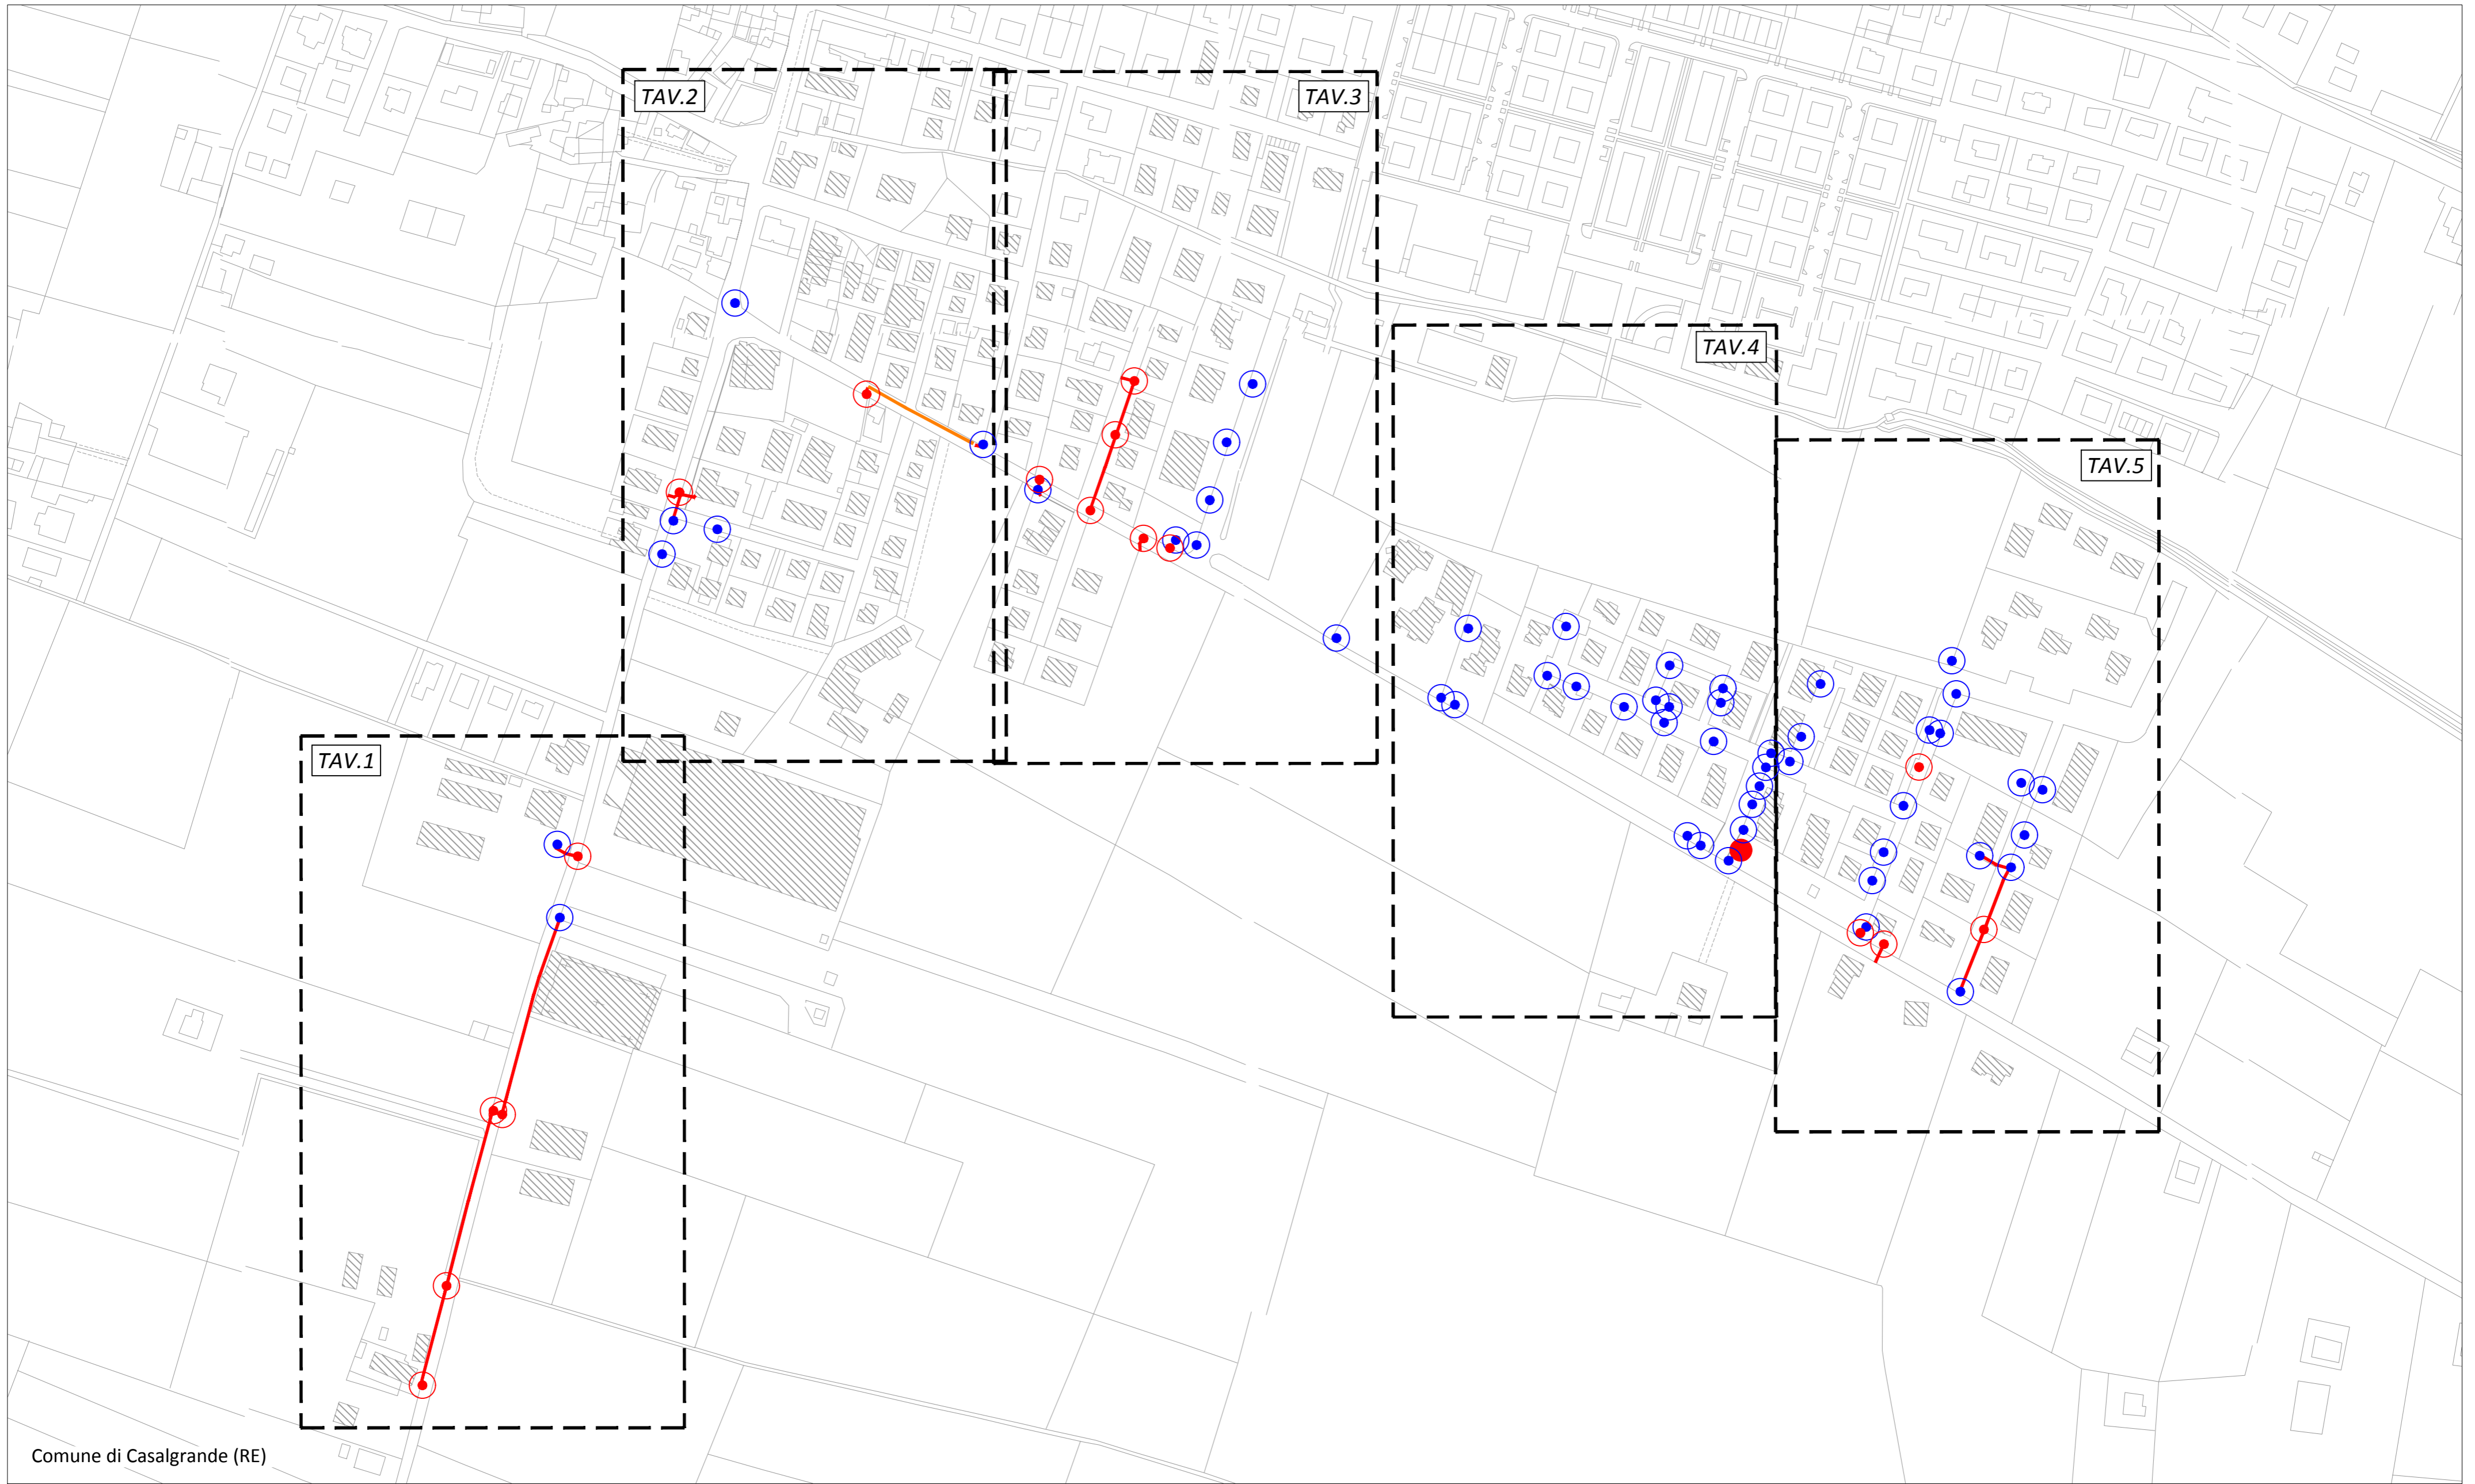 TAV.2
TAV.3
TAV.4
TAV.5
TAV.1
Comune di Casalgrande (RE)